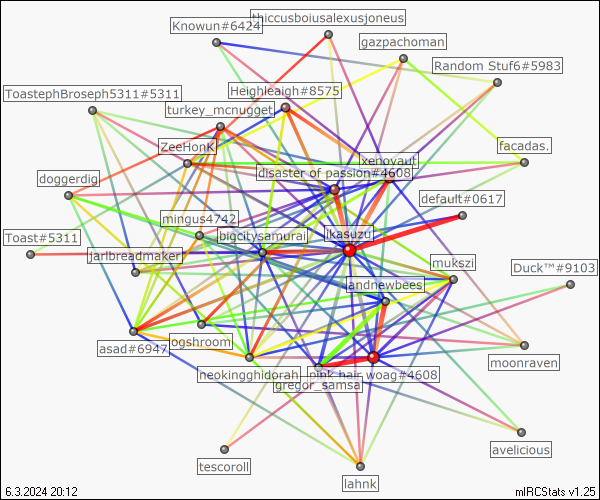 thiccusboiusalexusjoneus
Knowun#6424
gazpachoman
Random Stuf6#5983
ToastephBroseph5311#5311
Heighleaigh#8575
turkey_mcnugget
ZeeHonK
xenovaut
facadas.
disaster of passion#4608
doggerdig
default#0617
mingus4742
Toast#5311
bigcitysamurai
ikasuzu
jarlbreadmaker
mukszi
Duck™#9103
andnewbees
asad#6947
ogshroom
moonraven
neokingghidorah
pink hair woag#4608
gregor_samsa
avelicious
tescoroll
lahnk
6.3.2024 20:12
mIRCStats v1.25